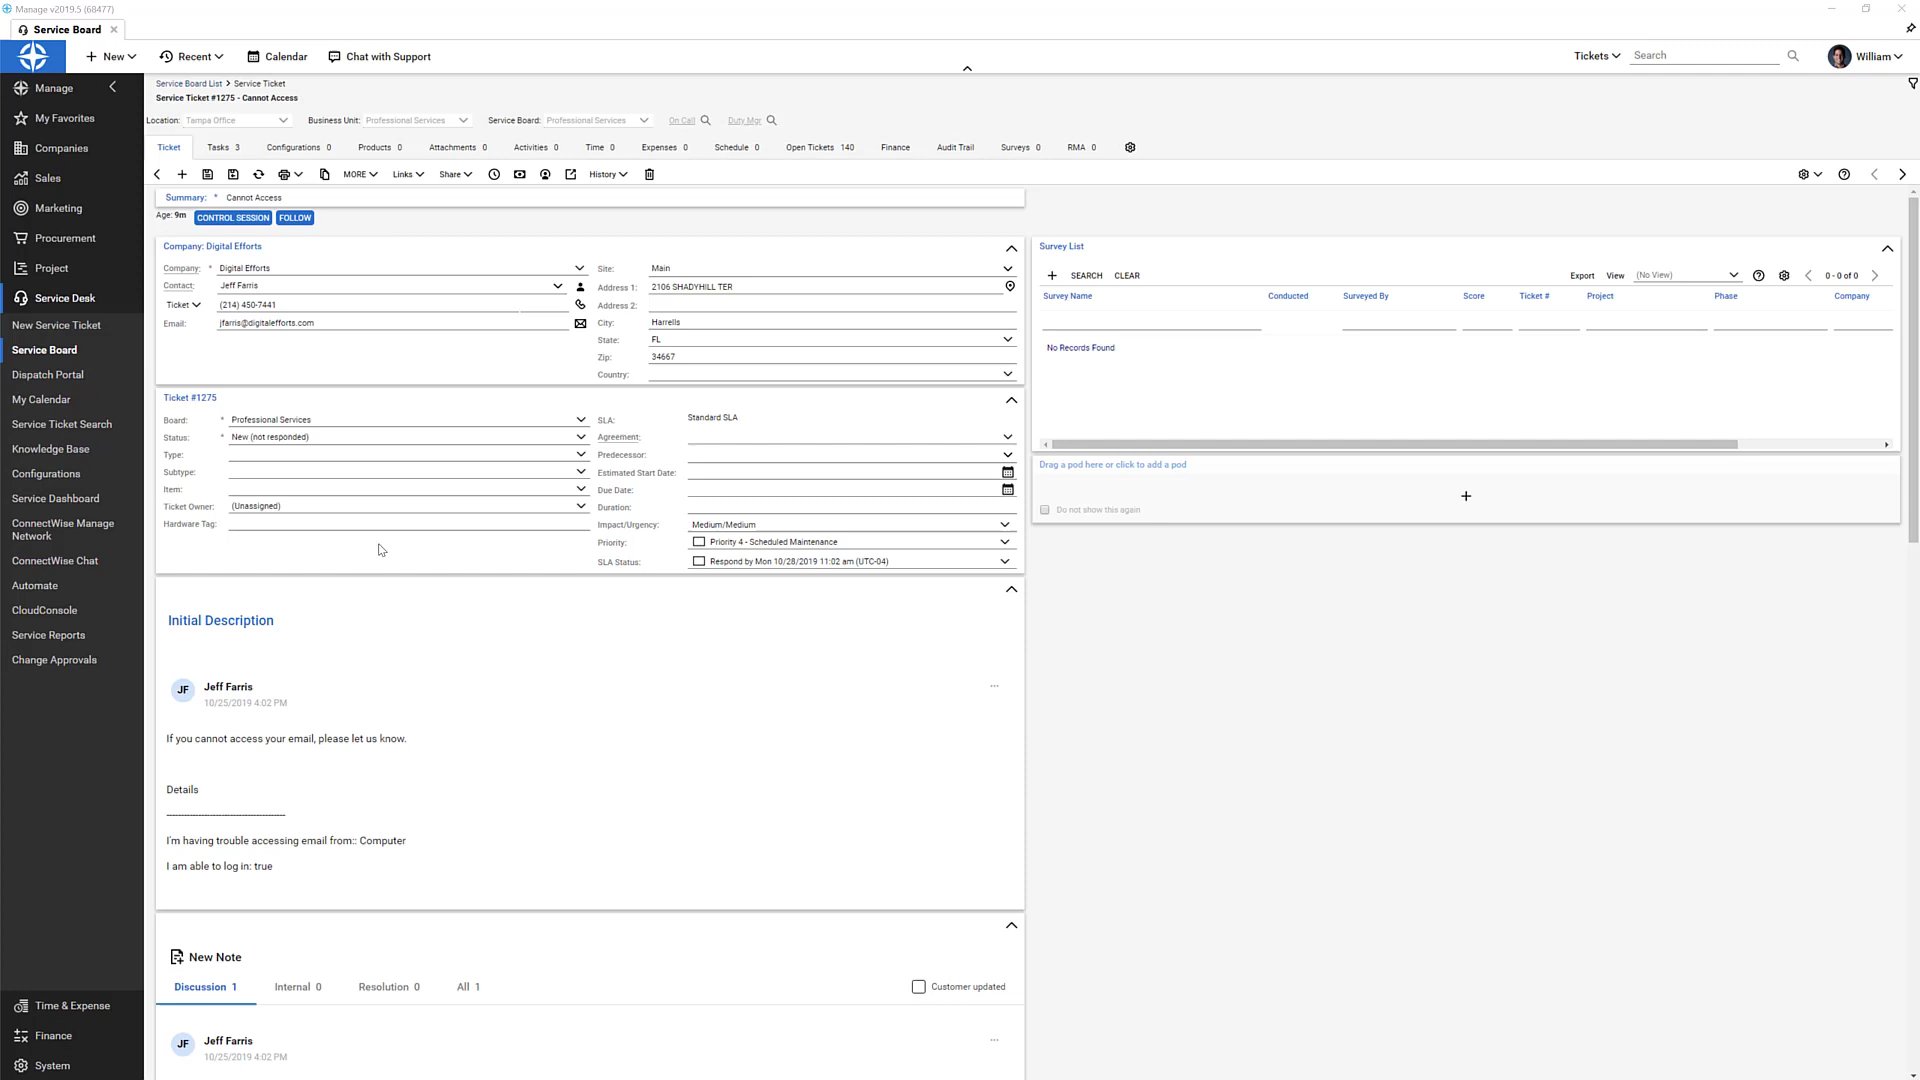 Manage v2019.5 (68477)
Service Board
New
Recent
Calendar
Chat with Support
Tickets
Search
William
Manage
My Favorites
Companies
Sales
Marketing
Procurement
Project
Service Desk
New Service Ticket
Service Board
Dispatch Portal
My Calendar
Service Ticket Search
Knowledge Base
Configurations
Service Dashboard
ConnectWise Manage
Network
ConnectWise Chat
Automate
CloudConsole
Service Reports
Change Approvals
Time & Expense
Finance
System
Service Board List > Service Ticket
Service Ticket #1275 - Cannot Access
Location: Tampa Office Business Unit: Professional Services Service Board: Professional Services On Call Duty Mgr
Ticket Tasks 3 Configurations 0 Products 0 Attachments 0 Activities 0 Time 0 Expenses 0 Schedule 0 Open Tickets 140 Finance Audit Trail Surveys 0 RMA 0
MORE Links Share History
Summary: * Cannot Access
Age: 9m CONTROL SESSION FOLLOW
Company: Digital Efforts
Company: * Digital Efforts
Contact: Jeff Farris
Ticket (214) 450-7441
Email: jfarris@digitalefforts.com
Site: Main
Address 1: 2106 SHADYHILL TER
Address 2:
City: Harrells
State: FL
Zip: 34667
Country:
Ticket #1275
Board: * Professional Services
Status: * New (not responded)
Type:
Subtype:
Item:
Ticket Owner: (Unassigned)
Hardware Tag:
SLA: Standard SLA
Agreement:
Predecessor:
Estimated Start Date:
Due Date:
Duration:
Impact/Urgency: Medium/Medium
Priority: Priority 4 - Scheduled Maintenance
SLA Status: Respond by Mon 10/28/2019 11:02 am (UTC-04)
Initial Description
JF Jeff Farris
10/25/2019 4:02 PM
If you cannot access your email, please let us know.
Details
----------------------------------------
I'm having trouble accessing email from:: Computer
I am able to log in: true
New Note
Discussion 1 Internal 0 Resolution 0 All 1 Customer updated
JF Jeff Farris
10/25/2019 4:02 PM
Survey List
SEARCH CLEAR Export View (No View) 0 - 0 of 0
Survey Name Conducted Surveyed By Score Ticket # Project Phase Company
No Records Found
Drag a pod here or click to add a pod
Do not show this again